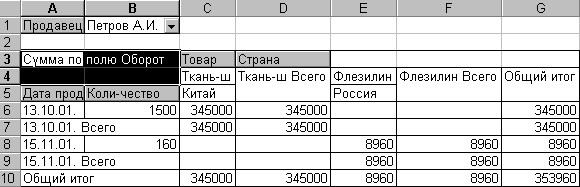 A B C D E F G
1 Продавец Петров А.И.
2
3 Сумма по полю Оборот Товар Страна
4 Ткань-ш Ткань-ш Всего Флезилин Флезилин Всего Общий итог
5 Дата прод Коли-чество Китай Россия
6 13.10.01. 1500 345000 345000 345000
7 13.10.01. Всего 345000 345000 345000
8 15.11.01. 160 8960 8960 8960
9 15.11.01. Всего 8960 8960 8960
10 Общий итог 345000 345000 8960 8960 353960